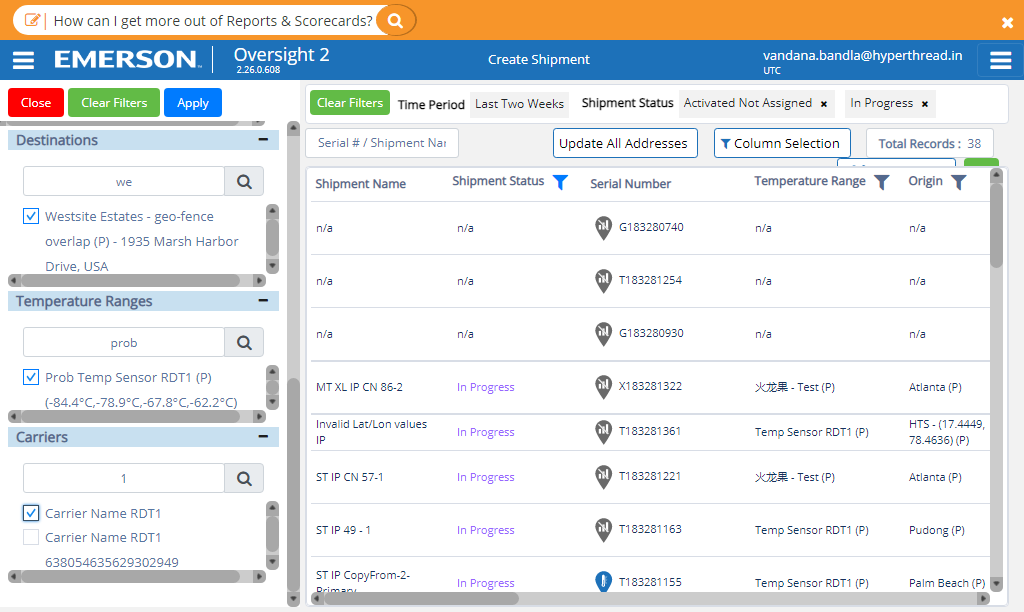 How can I get more out of Reports & Scorecards?
EMERSON
Oversight 2
2.26.0.608
Create Shipment
vandana.bandla@hyperthread.in
UTC
Close
Clear Filters
Apply
Destinations
we
Westsite Estates - geo-fence
overlap (P) - 1935 Marsh Harbor
Drive, USA
Temperature Ranges
prob
Prob Temp Sensor RDT1 (P)
(-84.4°C,-78.9°C,-67.8°C,-62.2°C)
Carriers
1
Carrier Name RDT1
Carrier Name RDT1
638054635629302949
Clear Filters Time Period Last Two Weeks Shipment Status Activated Not Assigned × In Progress ×
Serial # / Shipment Nar
Update All Addresses
Column Selection
Total Records : 38
Shipment Name Shipment Status Serial Number Temperature Range Origin
n/a n/a G183280740 n/a n/a
n/a n/a T183281254 n/a n/a
n/a n/a G183280930 n/a n/a
MT XL IP CN 86-2 In Progress X183281322 火龙果 - Test (P) Atlanta (P)
Invalid Lat/Lon values
IP
In Progress T183281361 Temp Sensor RDT1 (P)
HTS - (17.4449,
78.4636) (P)
ST IP CN 57-1 In Progress T183281221 火龙果 - Test (P) Atlanta (P)
ST IP 49 - 1 In Progress T183281163 Temp Sensor RDT1 (P) Pudong (P)
ST IP CopyFrom-2-
Primary
In Progress T183281155 Temp Sensor RDT1 (P) Palm Beach (P)